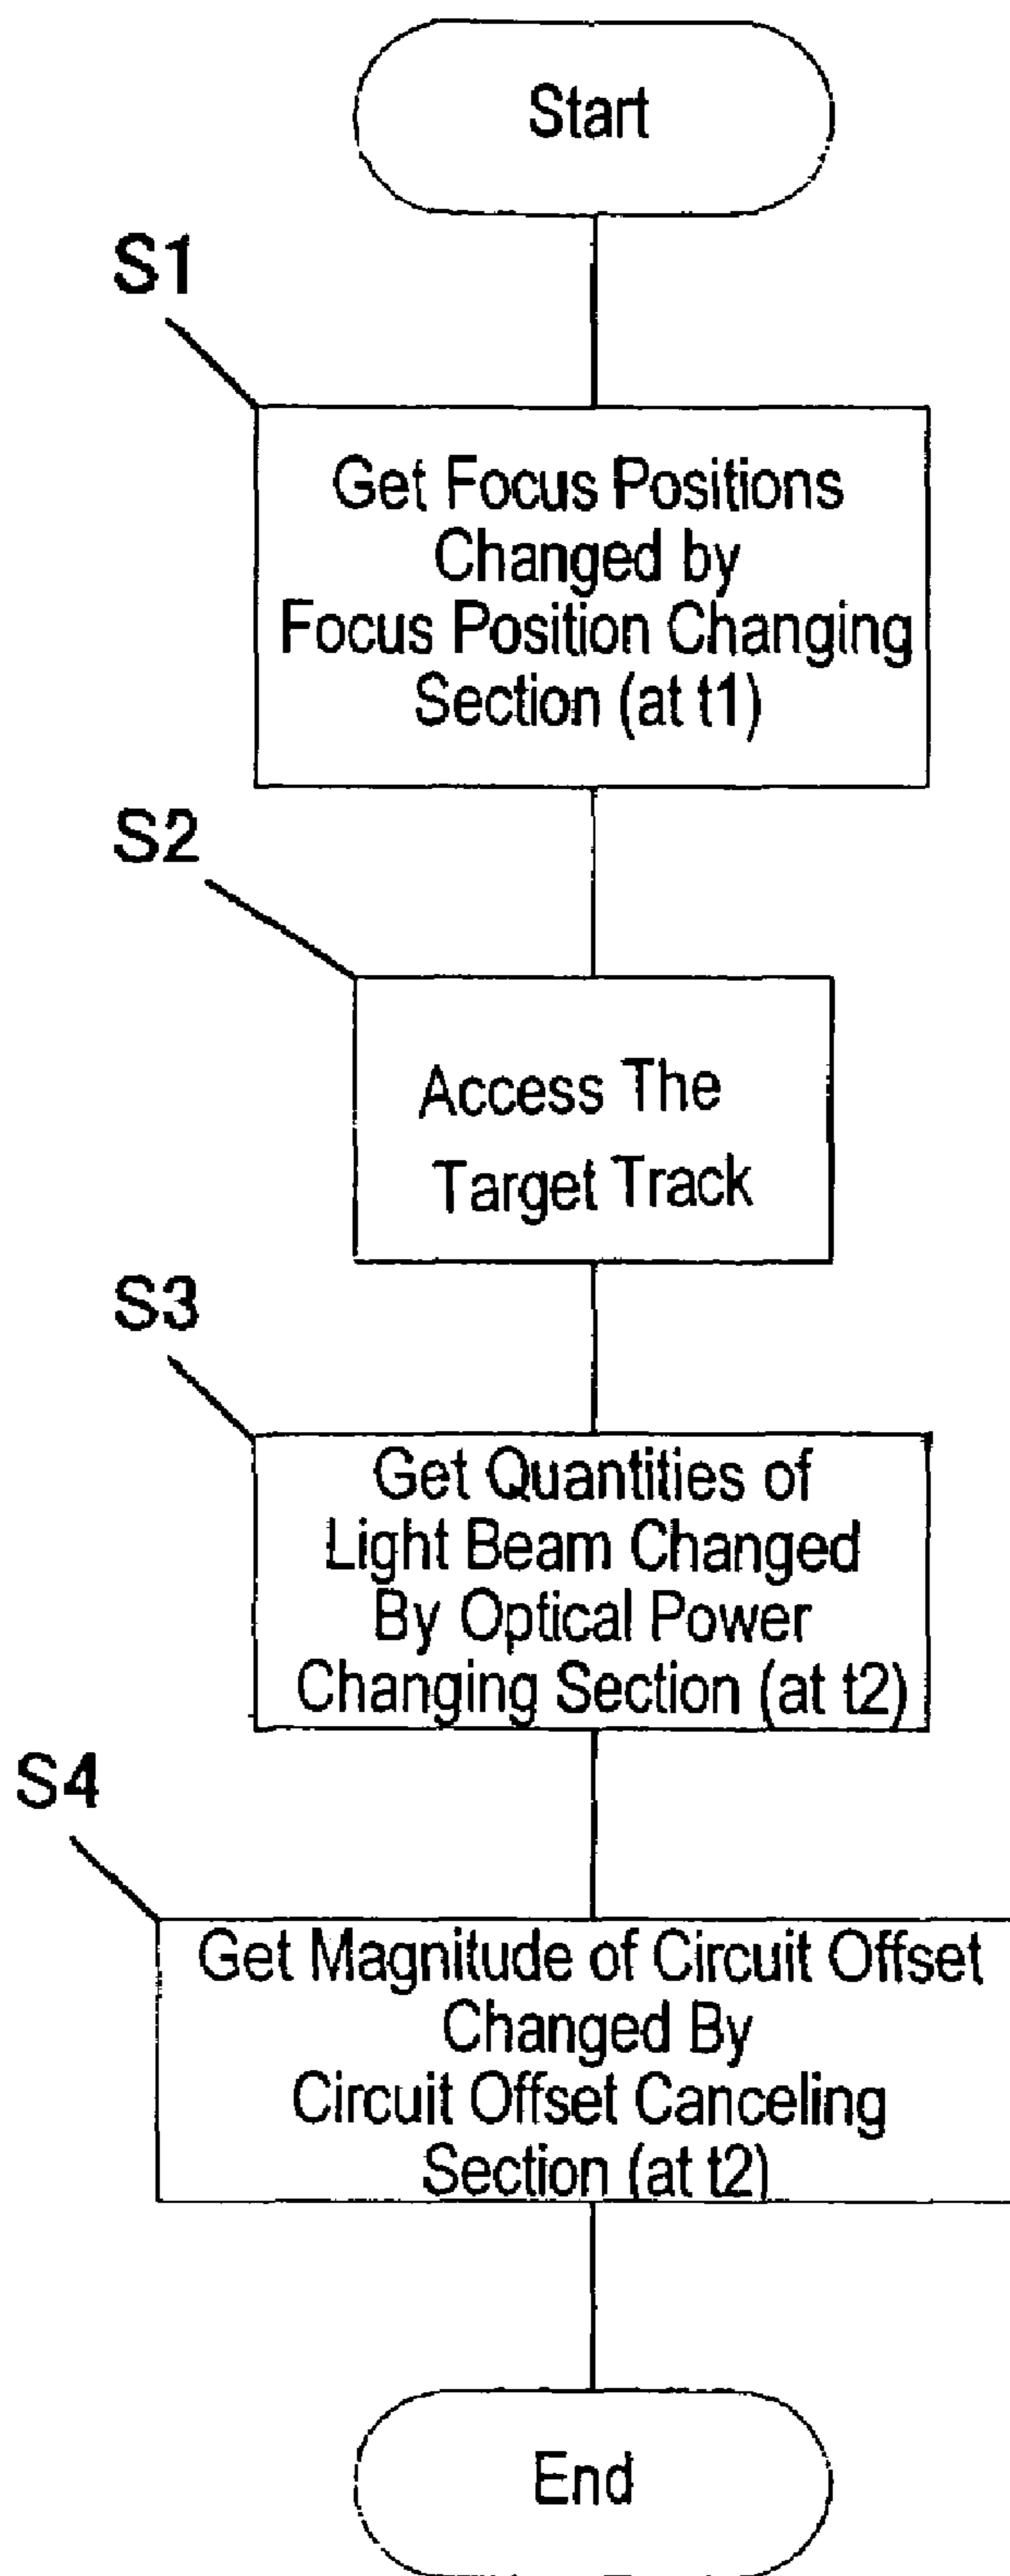 Start
S1
Get Focus Positions
Changed by
Focus Position Changing
Section (at t1)
S2
Access The
Target Track
S3
Get Quantities of
Light Beam Changed
By Optical Power
Changing Section (at t2)
S4
Get Magnitude of Circuit Offset
Changed By
Circuit Offset Canceling
Section (at t2)
End